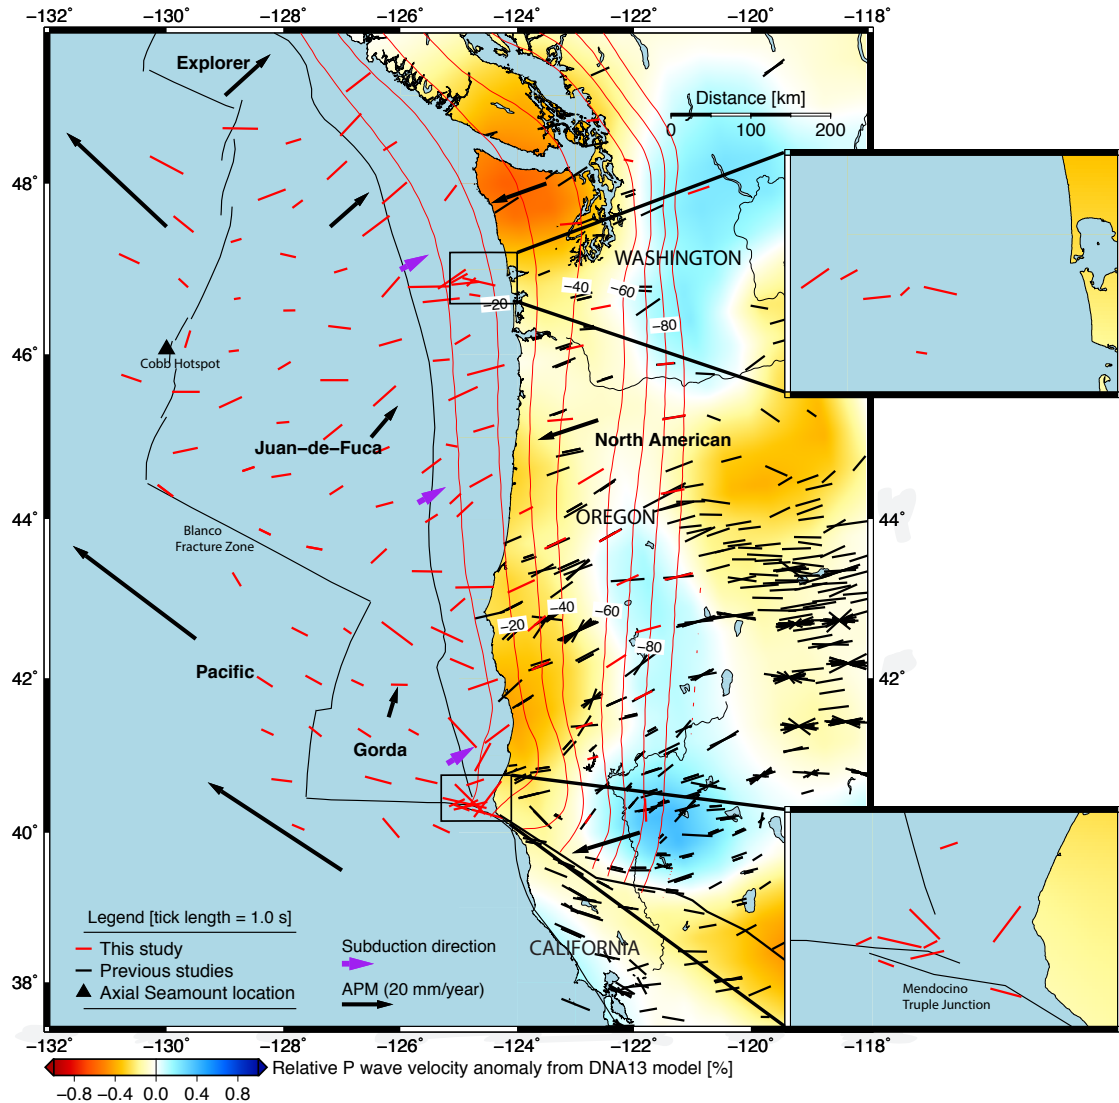 −132˚ −130˚ −128˚ −126˚ −124˚ −122˚ −120˚ −118˚
Explorer
Distance [km]
0 100 200
48˚
WASHINGTON
−40
−60
−20
−80
46˚
Cobb Hotspot
Juan−de−Fuca
North American
44˚
44˚
OREGON
Blanco
Fracture Zone
−40
−60
−20
−80
42˚
42˚
Pacific
Gorda
40˚
Legend [tick length = 1.0 s]
This study
Previous studies
Axial Seamount location
Subduction direction
APM (20 mm/year)
CALIFORNIA
38˚
Mendocino
Truple Junction
−132 −130˚ −128˚ −126˚ −124˚ −122˚ −120˚ −118˚
−0.8 −0.4 0.0 0.4 0.8
Relative P wave velocity anomaly from DNA13 model [%]